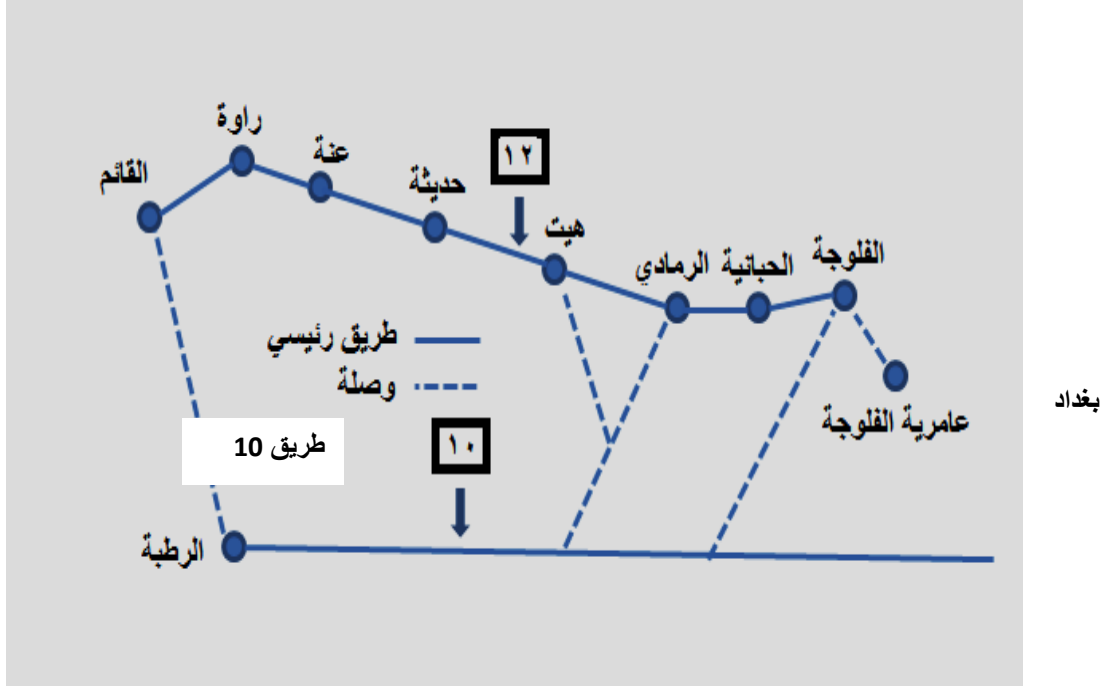 راوة
القائم
عنة
حديثة
١٢
هيت
الرمادي
الحبانية
الفلوجة
طريق رئيسي
وصلة
بغداد
عامرية الفلوجة
طريق 10
١٠
الرطبة